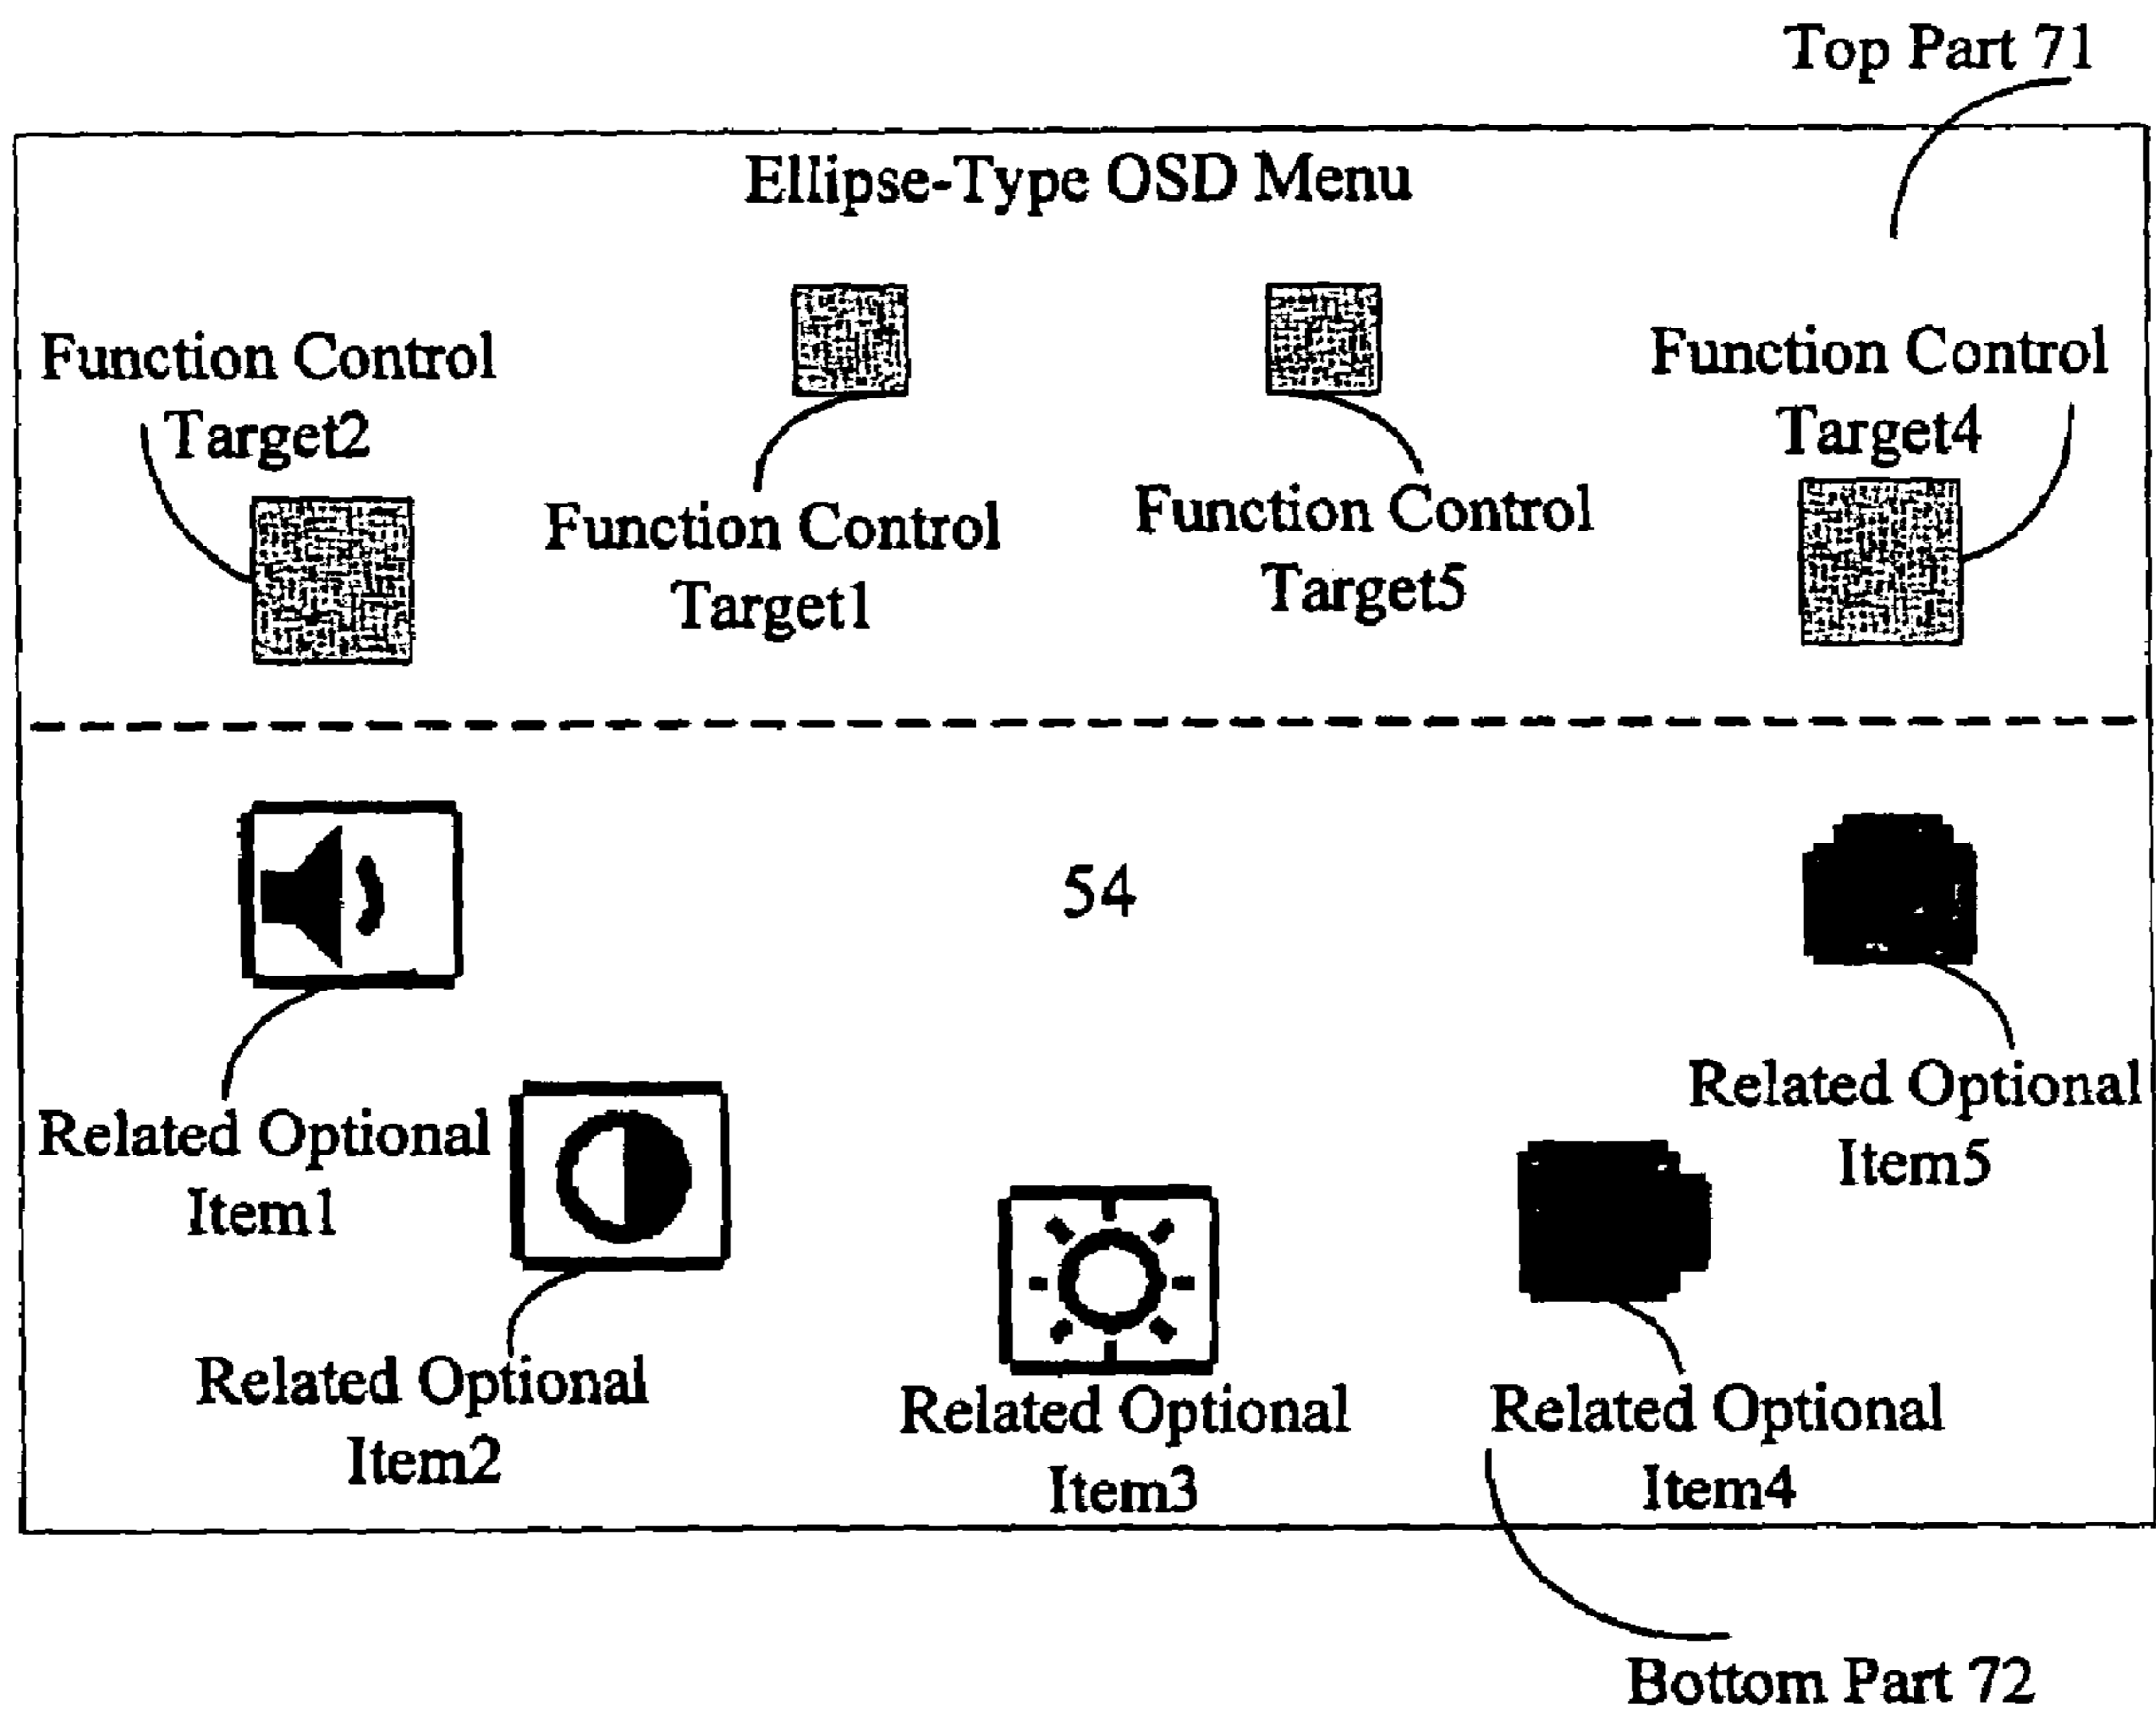 Top Part 71
Ellipse-Type OSD Menu
Function Control
Target2
Function Control
Target1
Function Control
Target5
Function Control
Target4
54
Related Optional
Item1
Related Optional
Item2
Related Optional
Item3
Related Optional
Item4
Related Optional
Item5
Bottom Part 72